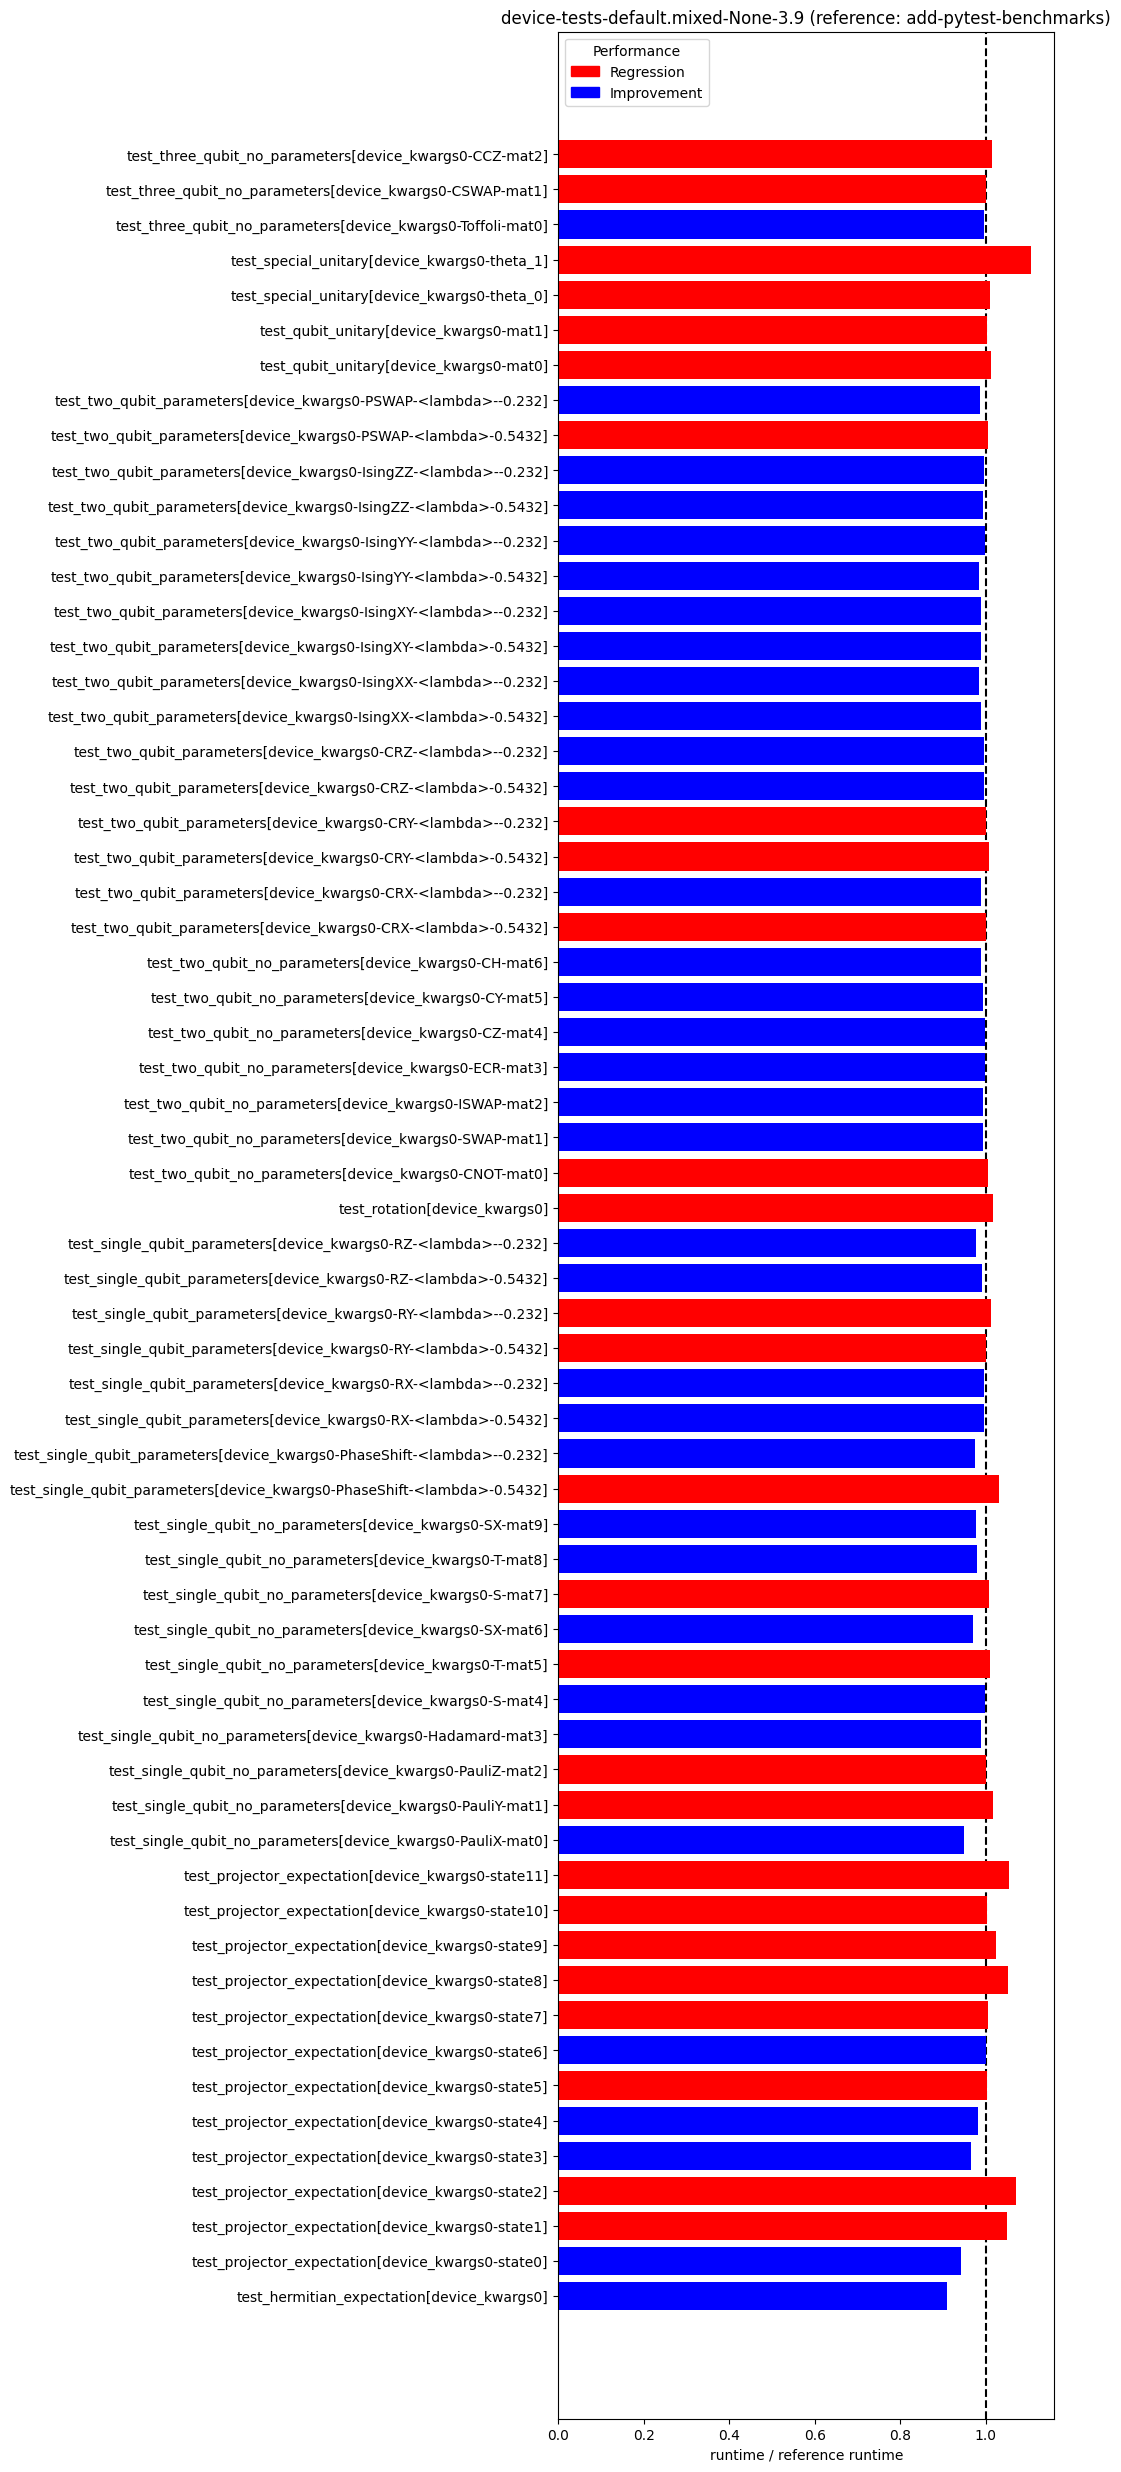 device-tests-default.mixed-None-3.9 (reference: add-pytest-benchmarks)
Performance
Regression
Improvement
test_three_qubit_no_parameters[device_kwargs0-CCZ-mat2]
test_three_qubit_no_parameters[device_kwargs0-CSWAP-mat1]
test_three_qubit_no_parameters[device_kwargs0-Toffoli-mat0]
test_special_unitary[device_kwargs0-theta_1]
test_special_unitary[device_kwargs0-theta_0]
test_qubit_unitary[device_kwargs0-mat1]
test_qubit_unitary[device_kwargs0-mat0]
test_two_qubit_parameters[device_kwargs0-PSWAP-<lambda>--0.232]
test_two_qubit_parameters[device_kwargs0-PSWAP-<lambda>-0.5432]
test_two_qubit_parameters[device_kwargs0-IsingZZ-<lambda>--0.232]
test_two_qubit_parameters[device_kwargs0-IsingZZ-<lambda>-0.5432]
test_two_qubit_parameters[device_kwargs0-IsingYY-<lambda>--0.232]
test_two_qubit_parameters[device_kwargs0-IsingYY-<lambda>-0.5432]
test_two_qubit_parameters[device_kwargs0-IsingXY-<lambda>--0.232]
test_two_qubit_parameters[device_kwargs0-IsingXY-<lambda>-0.5432]
test_two_qubit_parameters[device_kwargs0-IsingXX-<lambda>--0.232]
test_two_qubit_parameters[device_kwargs0-IsingXX-<lambda>-0.5432]
test_two_qubit_parameters[device_kwargs0-CRZ-<lambda>--0.232]
test_two_qubit_parameters[device_kwargs0-CRZ-<lambda>-0.5432]
test_two_qubit_parameters[device_kwargs0-CRY-<lambda>--0.232]
test_two_qubit_parameters[device_kwargs0-CRY-<lambda>-0.5432]
test_two_qubit_parameters[device_kwargs0-CRX-<lambda>--0.232]
test_two_qubit_parameters[device_kwargs0-CRX-<lambda>-0.5432]
test_two_qubit_no_parameters[device_kwargs0-CH-mat6]
test_two_qubit_no_parameters[device_kwargs0-CY-mat5]
test_two_qubit_no_parameters[device_kwargs0-CZ-mat4]
test_two_qubit_no_parameters[device_kwargs0-ECR-mat3]
test_two_qubit_no_parameters[device_kwargs0-ISWAP-mat2]
test_two_qubit_no_parameters[device_kwargs0-SWAP-mat1]
test_two_qubit_no_parameters[device_kwargs0-CNOT-mat0]
test_rotation[device_kwargs0]
test_single_qubit_parameters[device_kwargs0-RZ-<lambda>--0.232]
test_single_qubit_parameters[device_kwargs0-RZ-<lambda>-0.5432]
test_single_qubit_parameters[device_kwargs0-RY-<lambda>--0.232]
test_single_qubit_parameters[device_kwargs0-RY-<lambda>-0.5432]
test_single_qubit_parameters[device_kwargs0-RX-<lambda>--0.232]
test_single_qubit_parameters[device_kwargs0-RX-<lambda>-0.5432]
test_single_qubit_parameters[device_kwargs0-PhaseShift-<lambda>--0.232]
test_single_qubit_parameters[device_kwargs0-PhaseShift-<lambda>-0.5432]
test_single_qubit_no_parameters[device_kwargs0-SX-mat9]
test_single_qubit_no_parameters[device_kwargs0-T-mat8]
test_single_qubit_no_parameters[device_kwargs0-S-mat7]
test_single_qubit_no_parameters[device_kwargs0-SX-mat6]
test_single_qubit_no_parameters[device_kwargs0-T-mat5]
test_single_qubit_no_parameters[device_kwargs0-S-mat4]
test_single_qubit_no_parameters[device_kwargs0-Hadamard-mat3]
test_single_qubit_no_parameters[device_kwargs0-PauliZ-mat2]
test_single_qubit_no_parameters[device_kwargs0-PauliY-mat1]
test_single_qubit_no_parameters[device_kwargs0-PauliX-mat0]
test_projector_expectation[device_kwargs0-state11]
test_projector_expectation[device_kwargs0-state10]
test_projector_expectation[device_kwargs0-state9]
test_projector_expectation[device_kwargs0-state8]
test_projector_expectation[device_kwargs0-state7]
test_projector_expectation[device_kwargs0-state6]
test_projector_expectation[device_kwargs0-state5]
test_projector_expectation[device_kwargs0-state4]
test_projector_expectation[device_kwargs0-state3]
test_projector_expectation[device_kwargs0-state2]
test_projector_expectation[device_kwargs0-state1]
test_projector_expectation[device_kwargs0-state0]
test_hermitian_expectation[device_kwargs0]
0.0 0.2 0.4 0.6 0.8 1.0
runtime / reference runtime